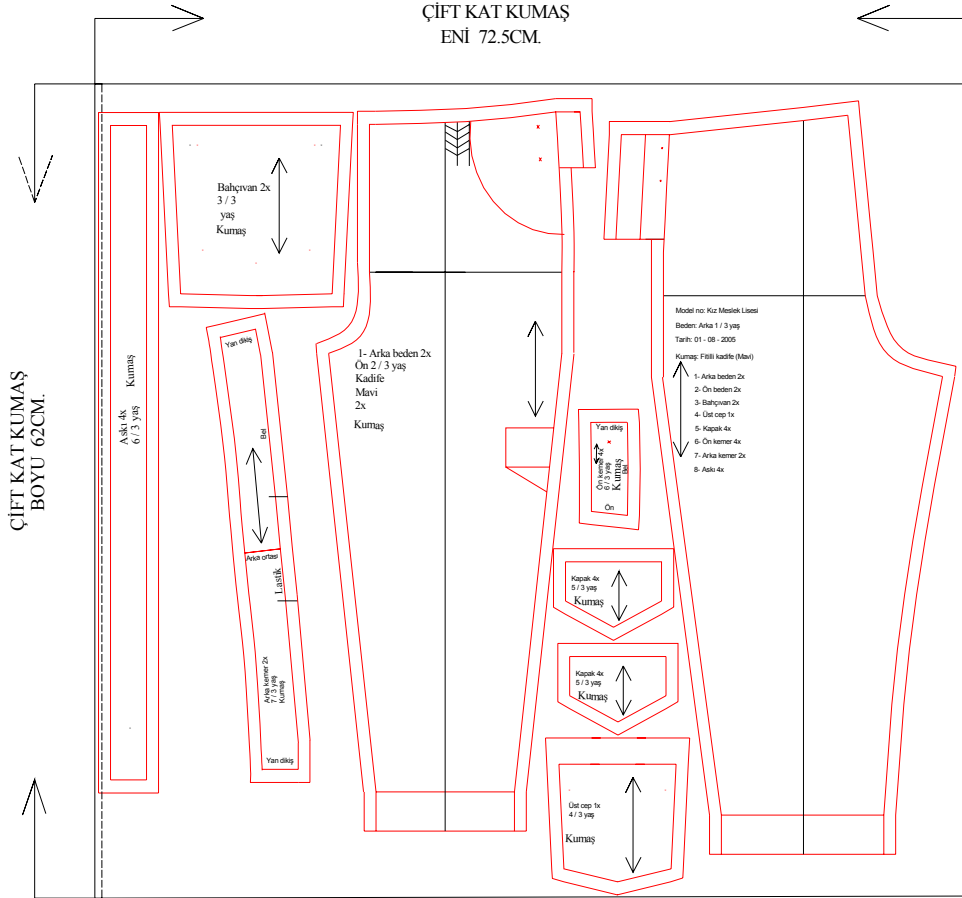 ÇİFT KAT KUMAŞ
ENİ 72.5CM.
ÇİFT KAT KUMAŞ
BOYU 62CM.
Askı 4x
6 / 3 yaş
Kumaş
Bahçıvan 2x
3 / 3
yaş
Kumaş
Yan dikiş
Bel
Arka ortası
Lastik
Arka kemer 2x
7 / 3 yaş
Kumaş
Yan dikiş
1- Arka beden 2x
Ön 2 / 3 yaş
Kadife
Mavi
2x
Kumaş
Yan dikiş
Ön kemer 4x
6 / 3 yaş
Kumaş
Bel
Ön
Kapak 4x
5 / 3 yaş
Kumaş
Kapak 4x
5 / 3 yaş
Kumaş
Üst cep 1x
4 / 3 yaş
Kumaş
Model no: Kız Meslek Lisesi
Beden: Arka 1 / 3 yaş
Tarih: 01 - 08 - 2005
Kumaş: Fitilli kadife (Mavi)
1- Arka beden 2x
2- Ön beden 2x
3- Bahçıvan 2x
4- Üst cep 1x
5- Kapak 4x
6- Ön kemer 4x
7- Arka kemer 2x
8- Askı 4x